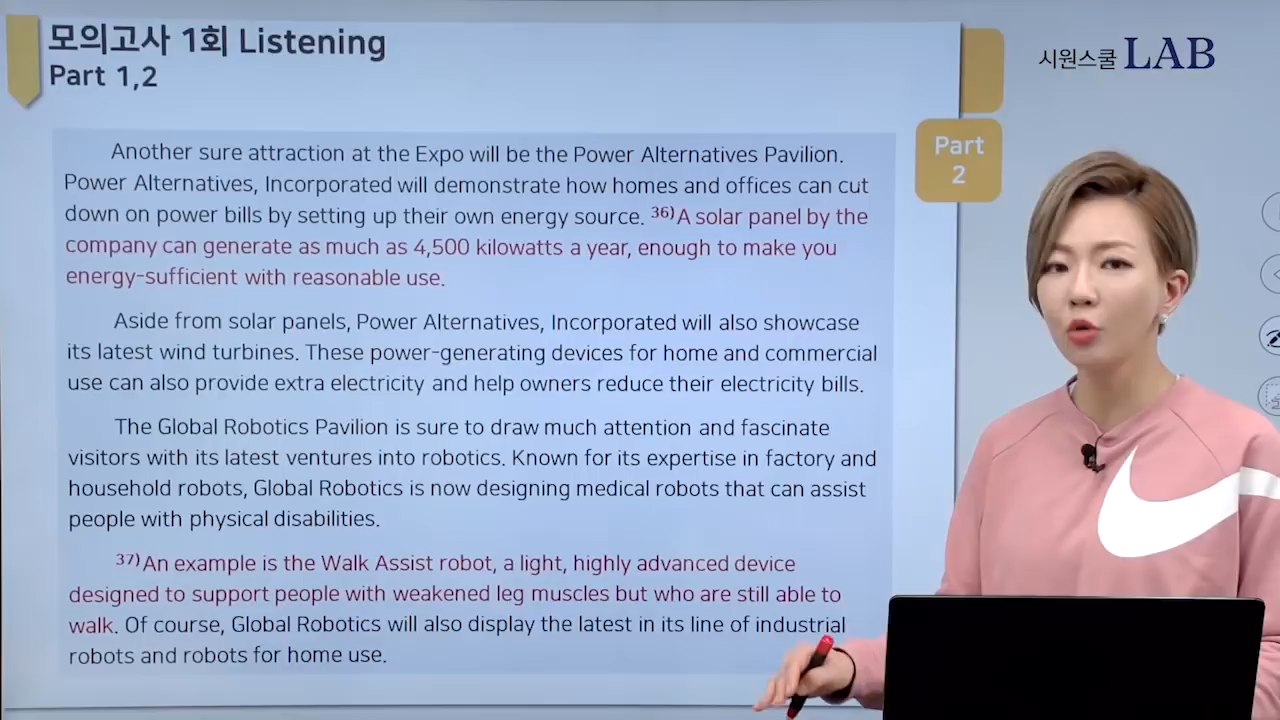 모의고사 1회 Listening
Part 1,2
시원스쿨 LAB
Part
2
Another sure attraction at the Expo will be the Power Alternatives Pavilion.
Power Alternatives, Incorporated will demonstrate how homes and offices can cut
down on power bills by setting up their own energy source. 36)A solar panel by the
company can generate as much as 4,500 kilowatts a year, enough to make you
energy-sufficient with reasonable use.
Aside from solar panels, Power Alternatives, Incorporated will also showcase
its latest wind turbines. These power-generating devices for home and commercial
use can also provide extra electricity and help owners reduce their electricity bills.
The Global Robotics Pavilion is sure to draw much attention and fascinate
visitors with its latest ventures into robotics. Known for its expertise in factory and
household robots, Global Robotics is now designing medical robots that can assist
people with physical disabilities.
37)An example is the Walk Assist robot, a light, highly advanced device
designed to support people with weakened leg muscles but who are still able to
walk. Of course, Global Robotics will also display the latest in its line of industrial
robots and robots for home use.